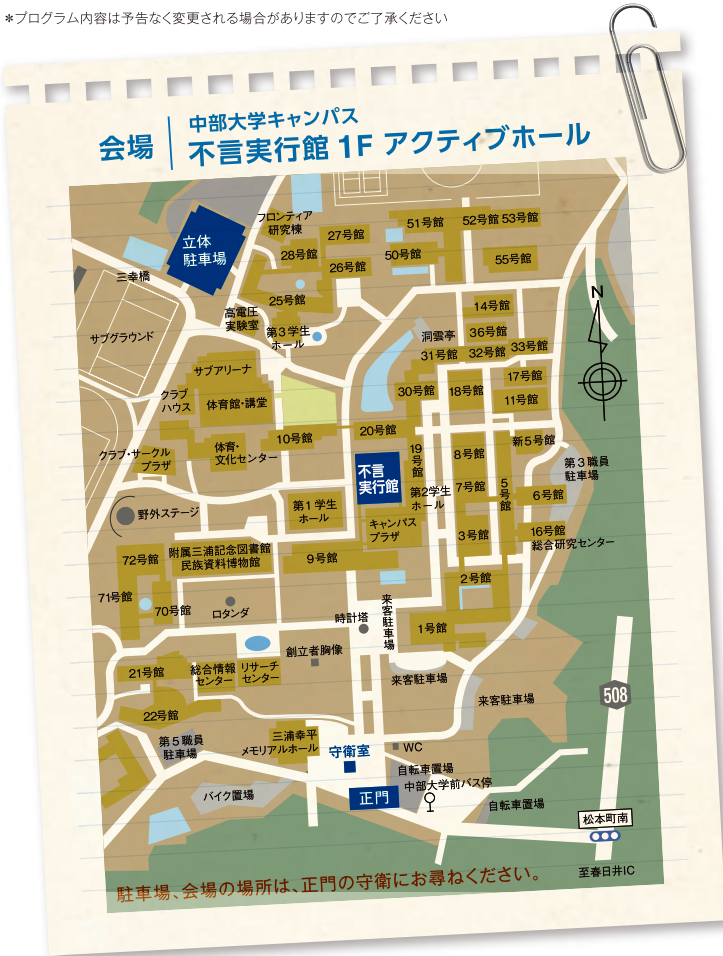 *プログラム内容は予告なく変更される場合がありますのでご了承ください
会場
中部大学キャンパス
不言実行館 1F アクティブホール
立体
駐車場
フロンティア
研究棟
27号館
51号館
52号館
53号館
28号館
26号館
50号館
55号館
三幸橋
25号館
高電圧
実験室
第3学生
ホール
14号館
サブグラウンド
洞雲亭
36号館
31号館
32号館
33号館
サブアリーナ
クラブ
ハウス
体育館・講堂
30号館
18号館
17号館
11号館
10号館
20号館
新5号館
クラブ・サークル
プラザ
体育・
文化センター
不言
実行館
19号館
8号館
第3職員
駐車場
第2学生
ホール
7号館
5号館
6号館
野外ステージ
第1学生
ホール
キャンパス
プラザ
3号館
16号館
総合研究センター
72号館
附属三浦記念図書館
民族資料博物館
9号館
2号館
71号館
70号館
ロタンダ
時計塔
来客駐車場
1号館
創立者胸像
21号館
総合情報
センター
リサーチ
センター
来客駐車場
来客駐車場
508
22号館
第5職員
駐車場
三浦幸平
メモリアルホール
守衛室
WC
自転車置場
中部大学前バス停
バイク置場
正門
自転車置場
松本町南
至春日井IC
N
駐車場、会場の場所は、正門の守衛にお尋ねください。